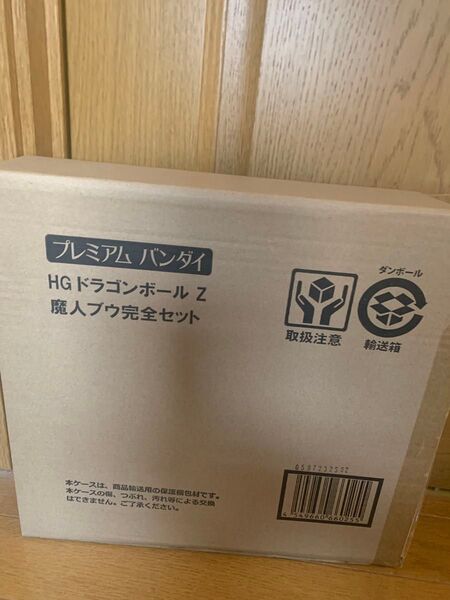 プレミアム バンダイ
HGドラゴンボール Z
魔人ブウ完全セット
取扱注意
ダンボール
輸送箱
本ケースは、商品輸送用の保護梱包材です。
本ケースの傷、つぶれ、汚れ等による交換
はできません。ご了承ください。